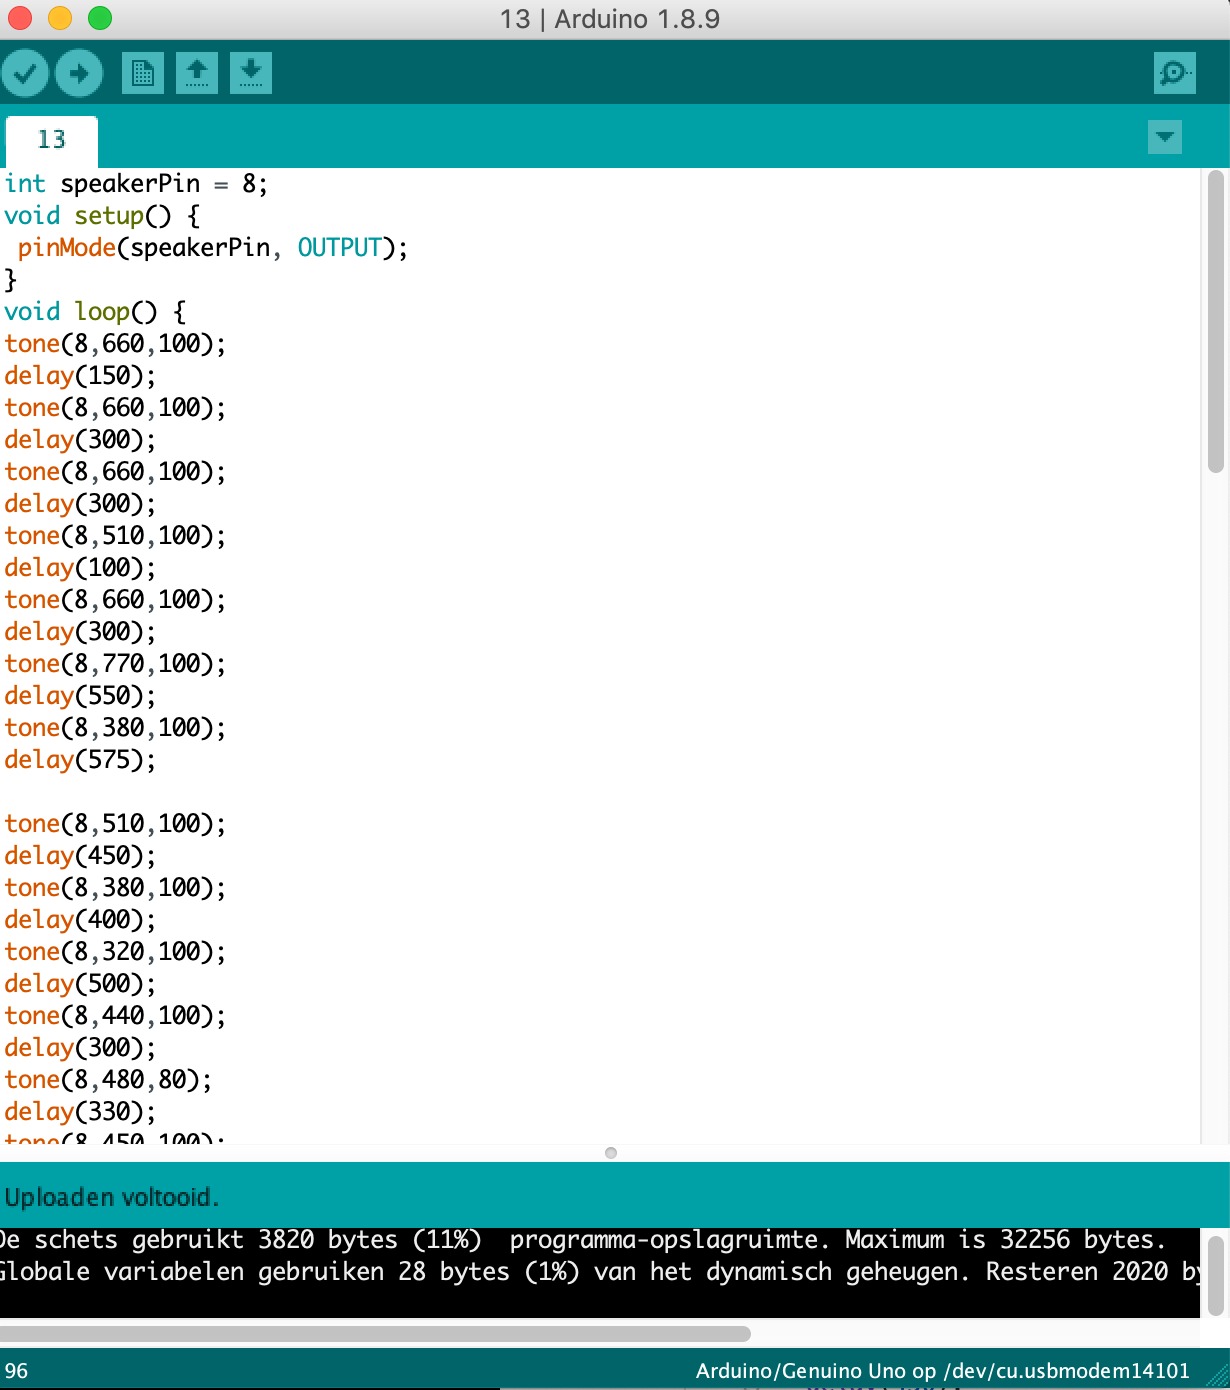 13 | Arduino 1.8.9
13
int speakerPin = 8;
void setup() {
pinMode(speakerPin, OUTPUT);
}
void loop() {
tone(8,660,100);
delay(150);
tone(8,660,100);
delay(300);
tone(8,660,100);
delay(300);
tone(8,510,100);
delay(100);
tone(8,660,100);
delay(300);
tone(8,770,100);
delay(550);
tone(8,380,100);
delay(575);
tone(8,510,100);
delay(450);
tone(8,380,100);
delay(400);
tone(8,320,100);
delay(500);
tone(8,440,100);
delay(300);
tone(8,480,80);
delay(330);
tone(8,450,100);
Uploaden voltooid.
De schets gebruikt 3820 bytes (11%) programma-opslagruimte. Maximum is 32256 bytes.
Globale variabelen gebruiken 28 bytes (1%) van het dynamisch geheugen. Resteren 2020 by
96
Arduino/Genuino Uno op /dev/cu.usbmodem14101